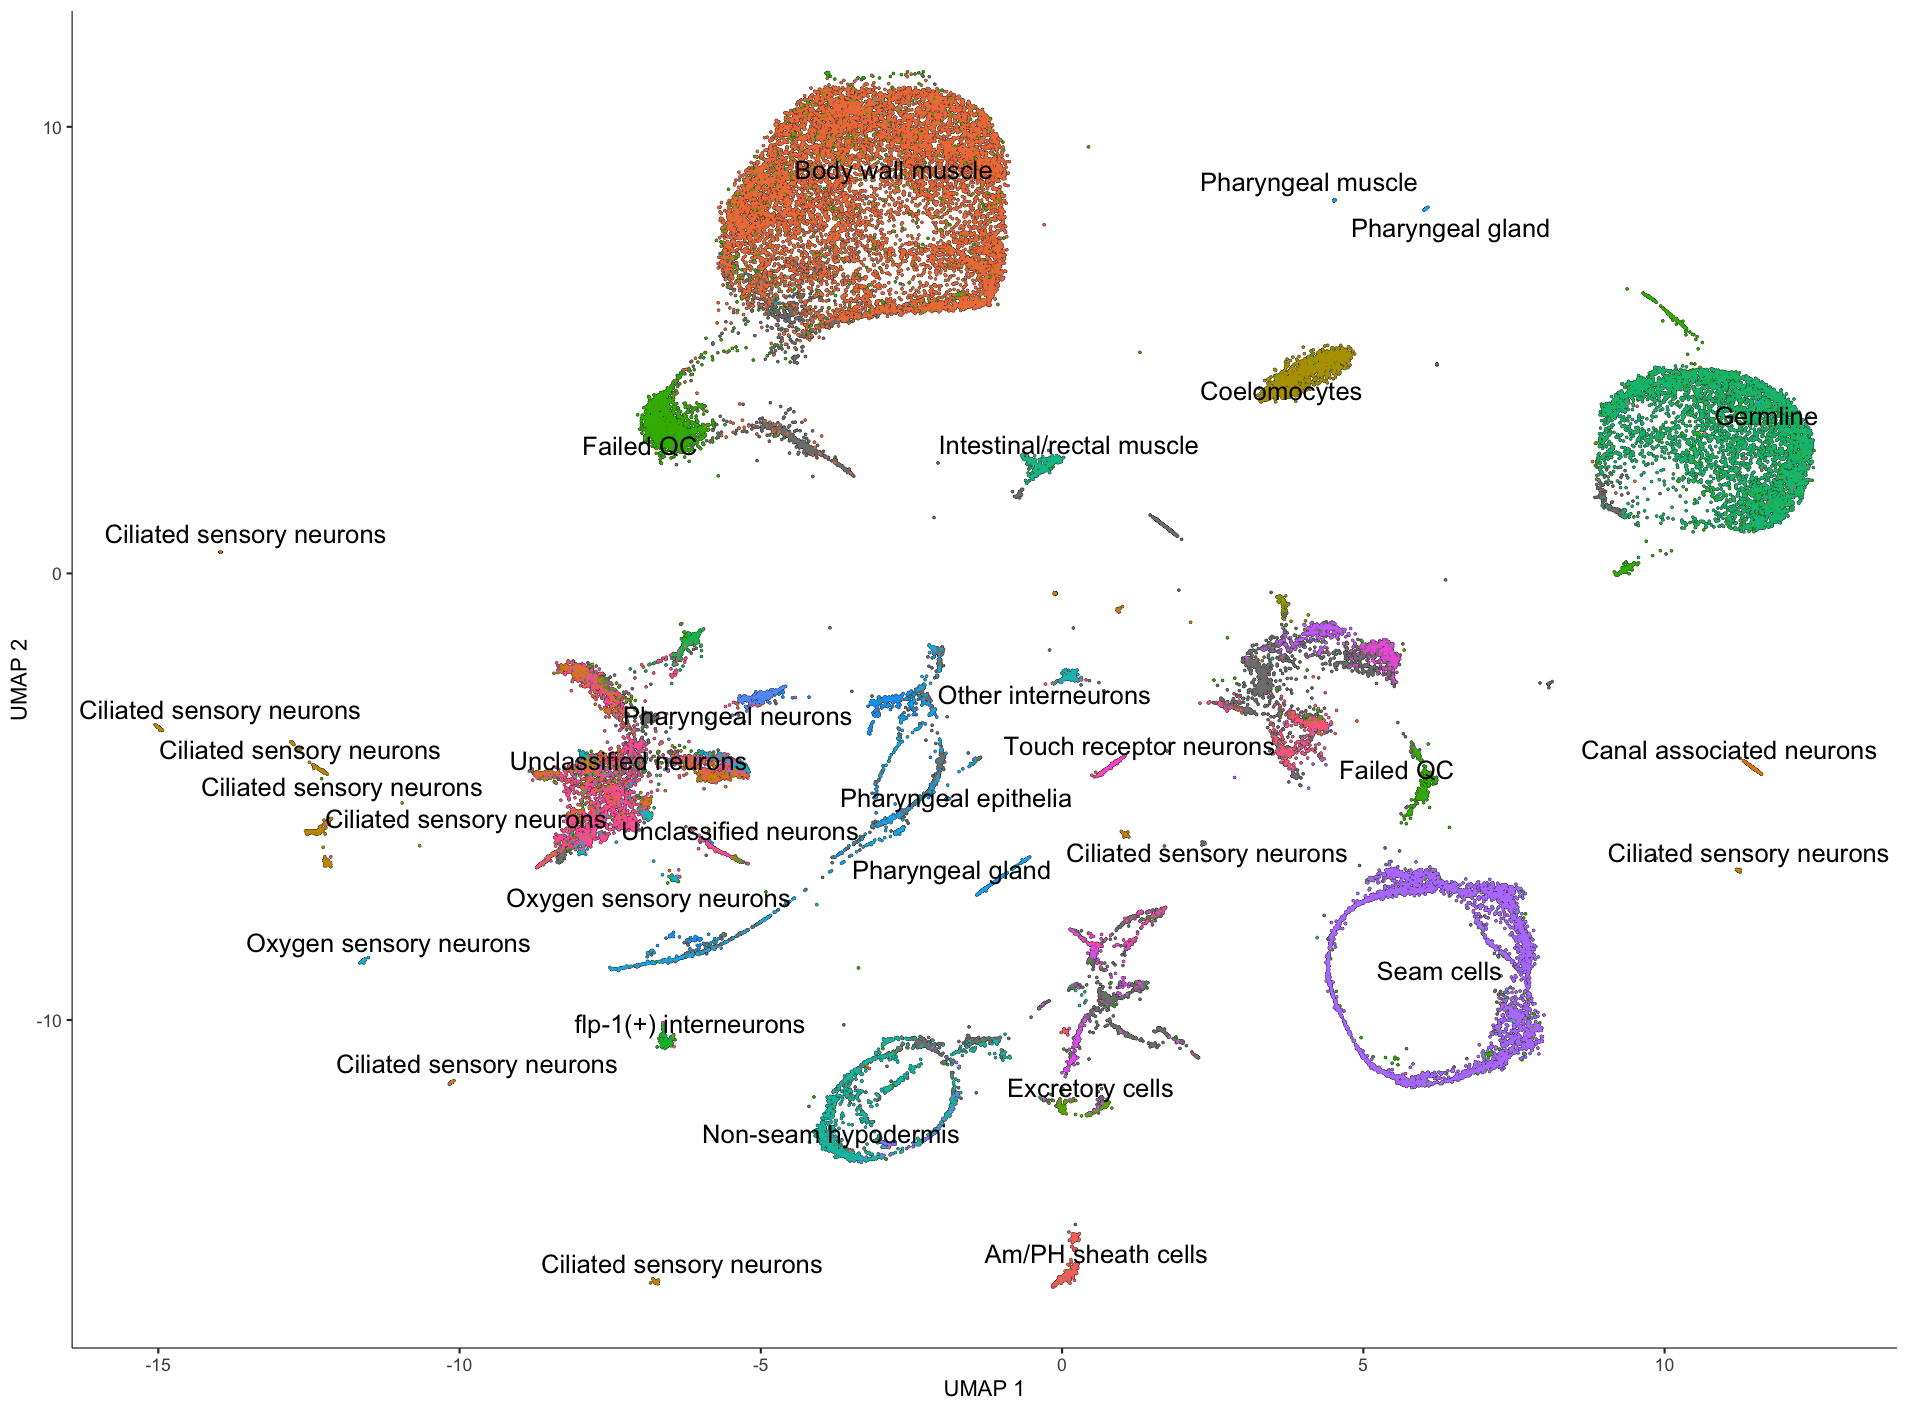 10
Body wall muscle
Pharyngeal muscle
Pharyngeal gland
Coelomocytes
Germline
Failed QC
Intestinal/rectal muscle
Ciliated sensory neurons
0
UMAP 2
Ciliated sensory neurons
Pharyngeal neurons
Other interneurons
Ciliated sensory neurons
Unclassified neurons
Touch receptor neurons
Canal associated neurons
Failed QC
Ciliated sensory neurons
Pharyngeal epithelia
Ciliated sensory neurons
Unclassified neurons
Ciliated sensory neurons
Ciliated sensory neurons
Pharyngeal gland
Oxygen sensory neurons
Oxygen sensory neurons
Seam cells
-10
flp-1(+) interneurons
Ciliated sensory neurons
Excretory cells
Non-seam hypodermis
Am/PH sheath cells
Ciliated sensory neurons
-15 -10 -5 0 5 10
UMAP 1